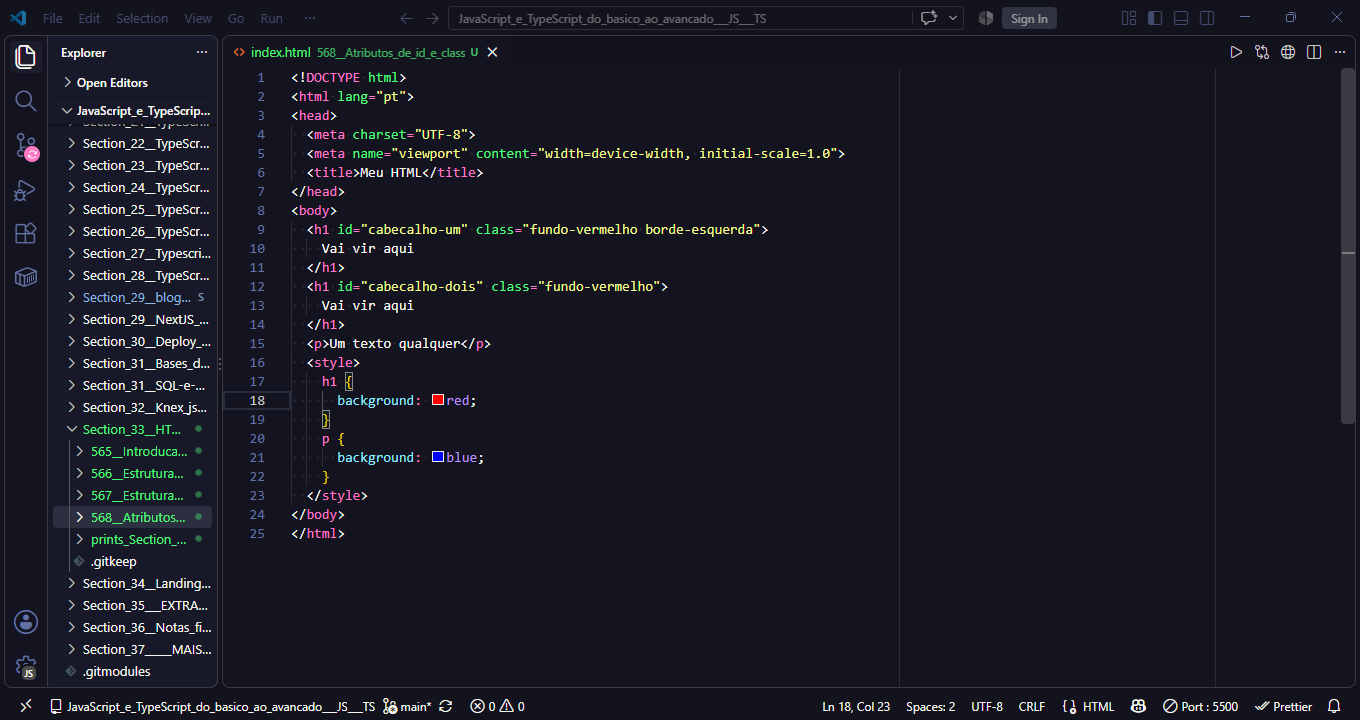 File Edit Selection View Go Run ···
JavaScript_e_TypeScript_do_basico_ao_avancado___JS__TS
Sign In
Explorer
Open Editors
JavaScript_e_TypeScrip...
Section_21__TypeScri...
Section_22__TypeScr...
Section_23__TypeScr...
Section_24__TypeScr...
Section_25__TypeScr...
Section_26__TypeScr...
Section_27__Typescri...
Section_28__TypeScr...
Section_29__blog... S
Section_29__NextJS_...
Section_30__Deploy_...
Section_31__Bases_d...
Section_31__SQL-e-...
Section_32__Knex_js...
Section_33__HT...
565__Introduca...
566__Estrutura...
567__Estrutura...
568__Atributos...
prints_Section_...
.gitkeep
Section_34__Landing...
Section_35___EXTRA...
Section_36__Notas_fi...
Section_37____MAIS...
.gitmodules
index.html 568__Atributos_de_id_e_class U
1 <!DOCTYPE html>
2 <html lang="pt">
3 <head>
4 <meta charset="UTF-8">
5 <meta name="viewport" content="width=device-width, initial-scale=1.0">
6 <title>Meu HTML</title>
7 </head>
8 <body>
9 <h1 id="cabecalho-um" class="fundo-vermelho borde-esquerda">
10 Vai vir aqui
11 </h1>
12 <h1 id="cabecalho-dois" class="fundo-vermelho">
13 Vai vir aqui
14 </h1>
15 <p>Um texto qualquer</p>
16 <style>
17 h1 {
18 background: red;
19 }
20 p {
21 background: blue;
22 }
23 </style>
24 </body>
25 </html>
JS
JavaScript_e_TypeScript_do_basico_ao_avancado___JS__TS main* 0 0 Ln 18, Col 23 Spaces: 2 UTF-8 CRLF HTML Port : 5500 Prettier